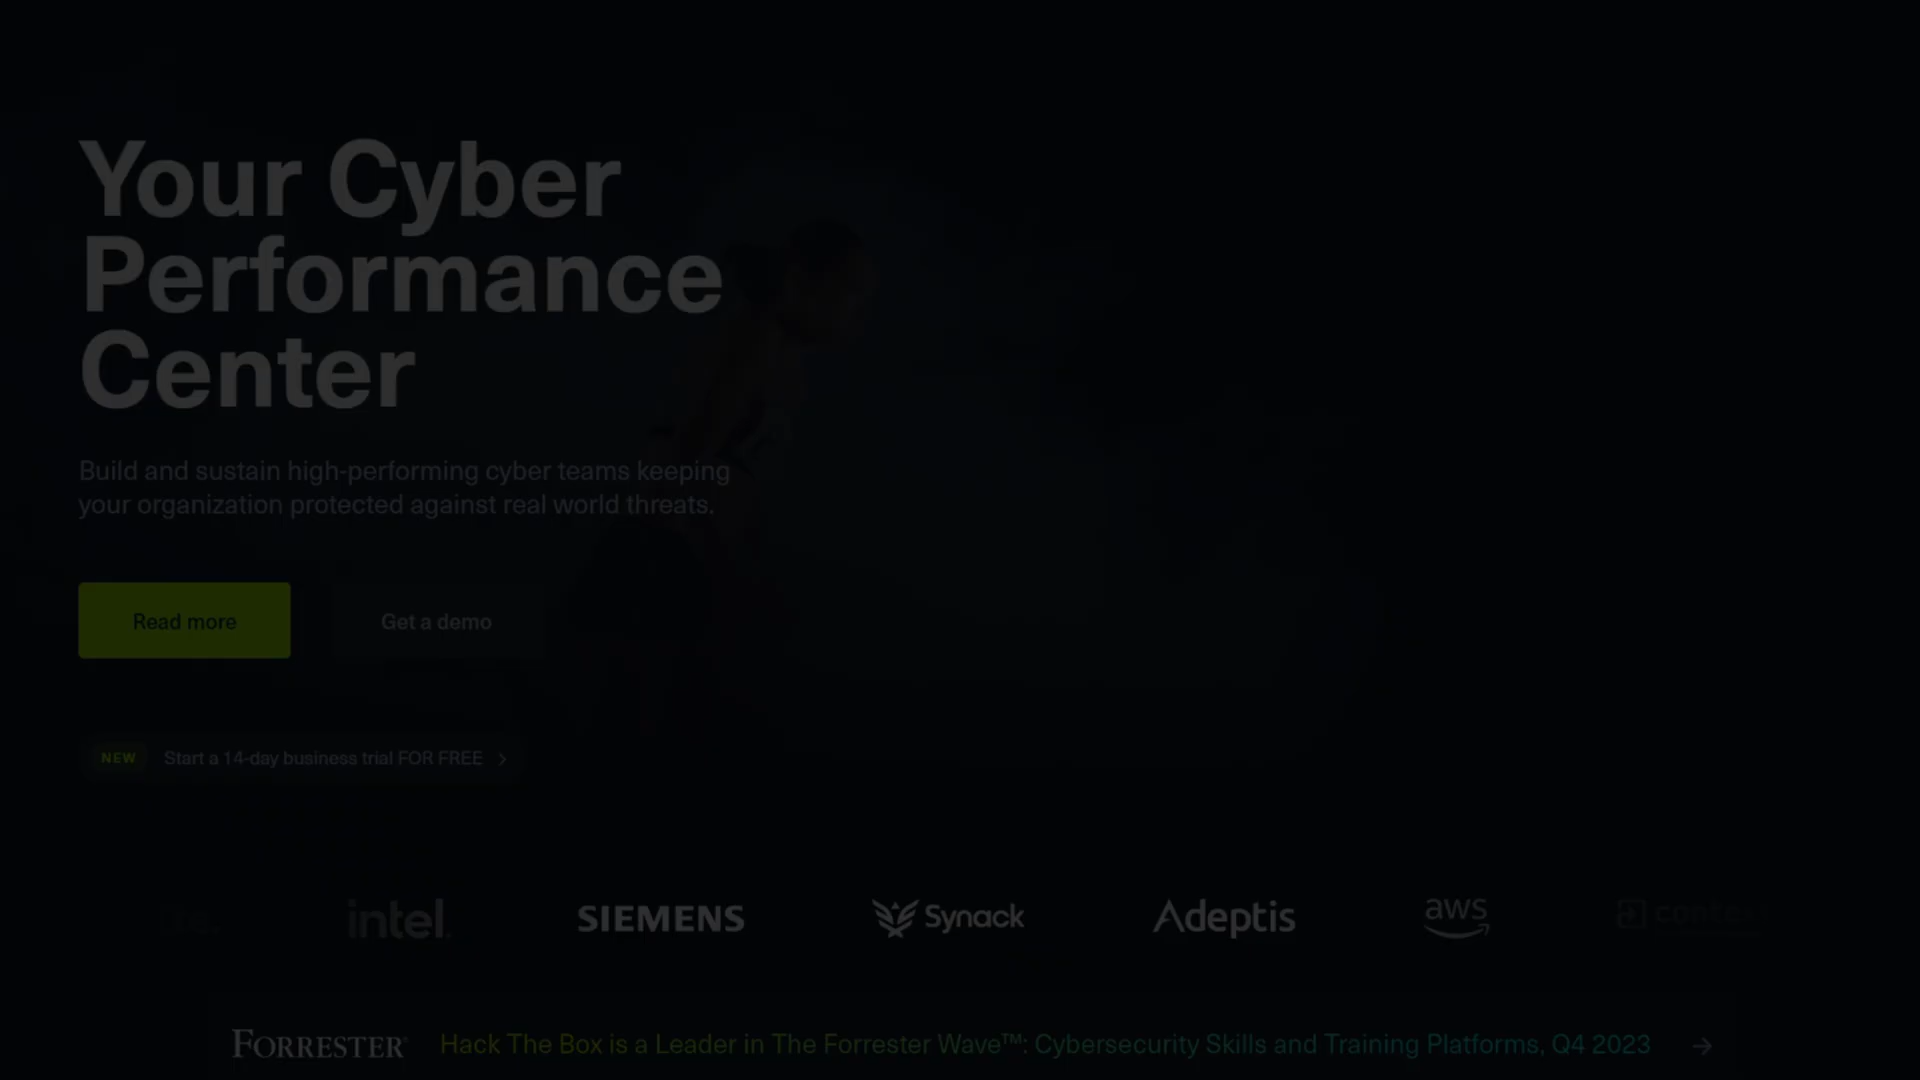 Your Cyber
Performance
Center
Build and sustain high-performing cyber teams keeping
your organization protected against real world threats.
Read more
Get a demo
NEW Start a 14-day business trial FOR FREE
intel.
SIEMENS
Synack
Adeptis
aws
FORRESTER
Hack The Box is a Leader in The Forrester Wave™: Cybersecurity Skills and Training Platforms, Q4 2023